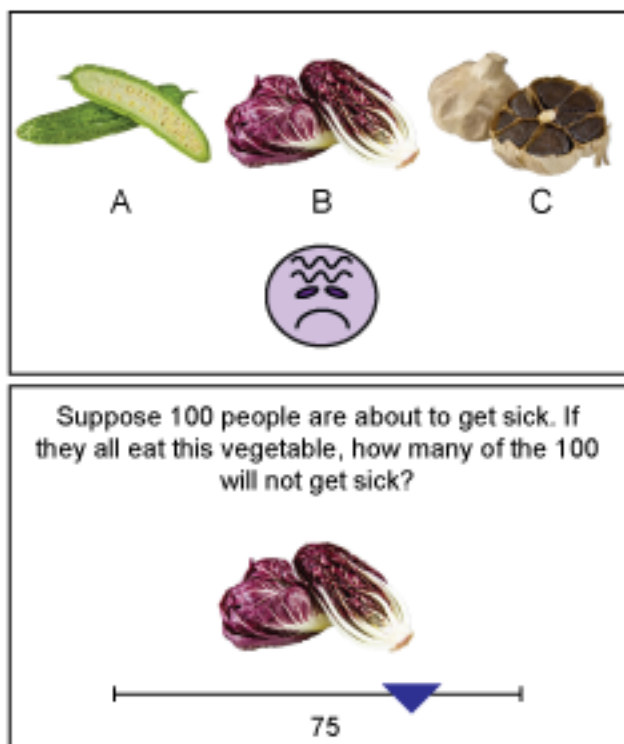 A B C
Suppose 100 people are about to get sick. If
they all eat this vegetable, how many of the 100
will not get sick?
75